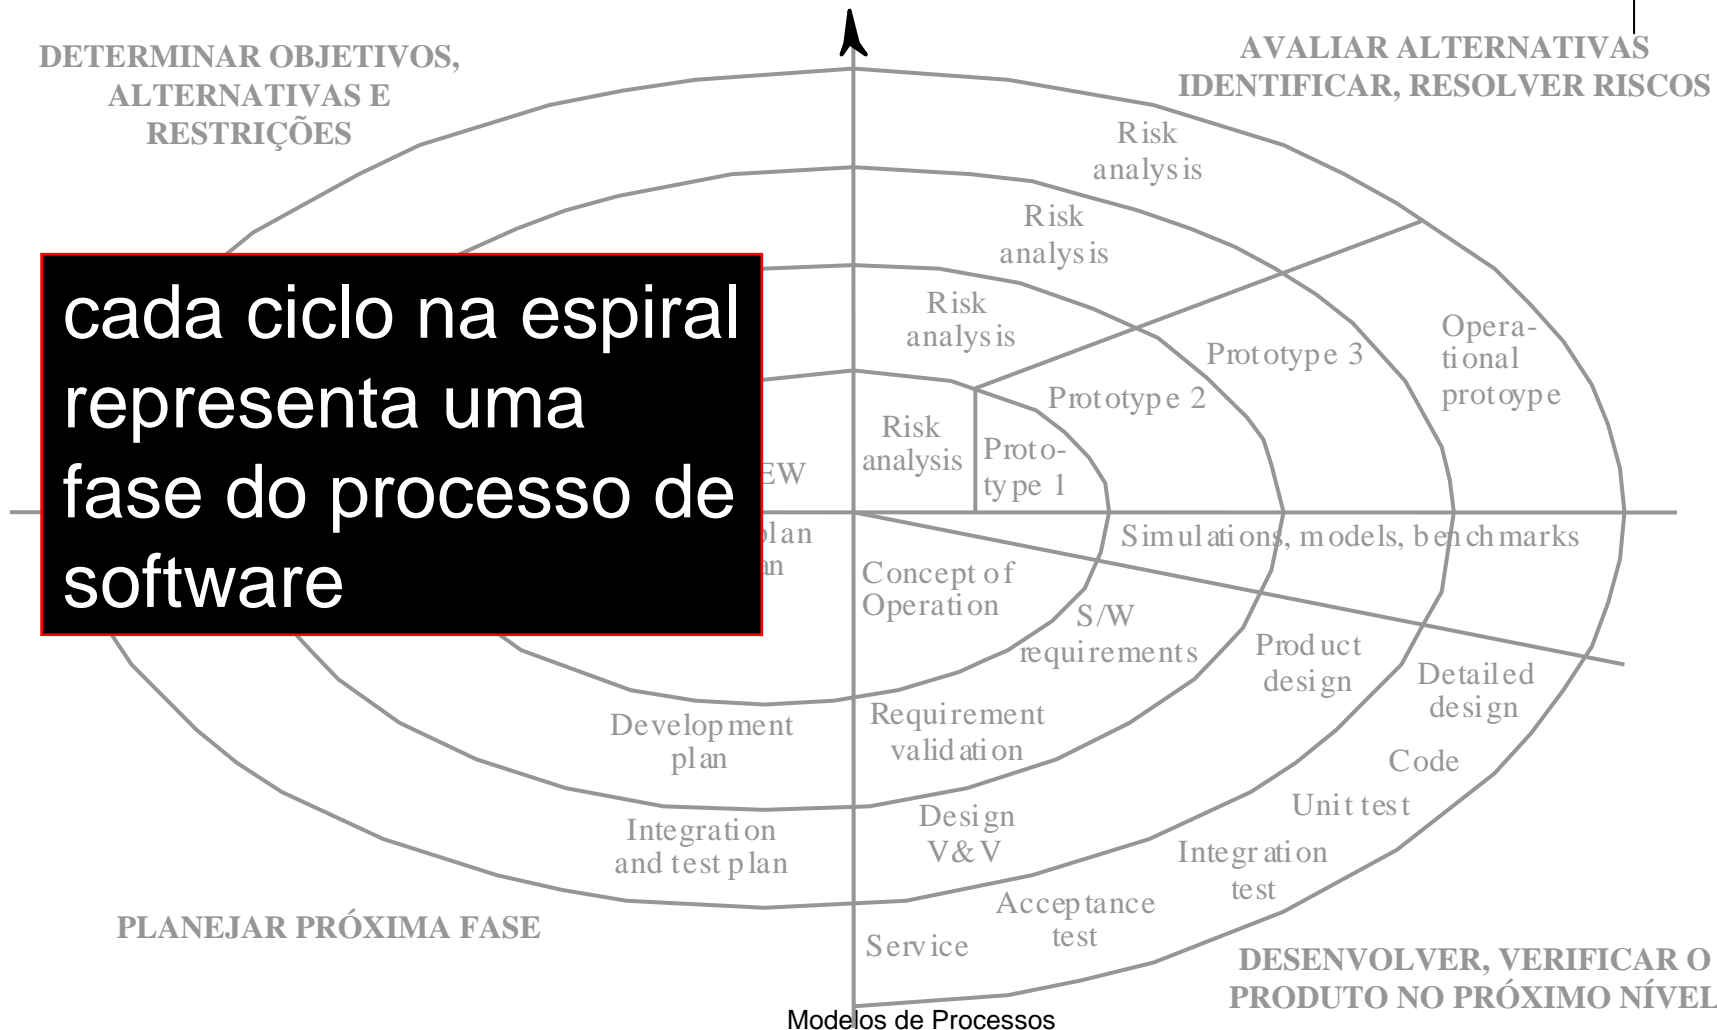 DETERMINAR OBJETIVOS,
ALTERNATIVAS E
RESTRIÇÕES
AVALIAR ALTERNATIVAS
IDENTIFICAR, RESOLVER RISCOS
Risk
analysis
Risk
analysis
Risk
analysis
Risk
analysis
Proto-
type 1
Prototype 2
Prototype 3
Opera-
tional
protoype
cada ciclo na espiral
representa uma
fase do processo de
software
EW
plan
an
Simulations, models, benchmarks
Concept of
Operation
S/W
requirements
Product
design
Detailed
design
Development
plan
Requirement
validation
Code
Unit test
Integration
and test plan
Design
V&V
Integration
test
Acceptance
test
Service
PLANEJAR PRÓXIMA FASE
DESENVOLVER, VERIFICAR O
PRODUTO NO PRÓXIMO NÍVEL
Modelos de Processos